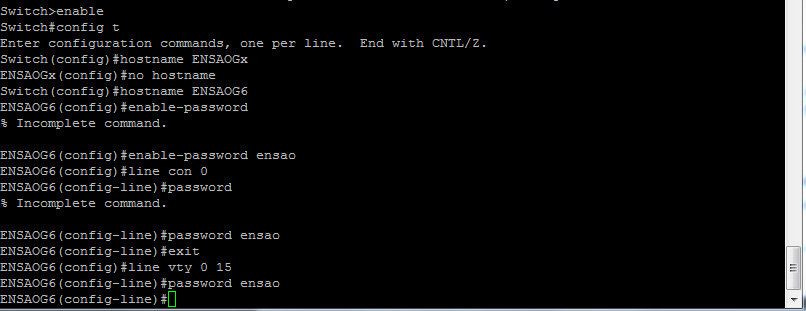 Switch>enable
Switch#config t
Enter configuration commands, one per line.  End with CNTL/Z.
Switch(config)#hostname ENSAOGx
ENSAOGx(config)#no hostname
Switch(config)#hostname ENSAOG6
ENSAOG6(config)#enable-password
% Incomplete command.
ENSAOG6(config)#enable-password ensao
ENSAOG6(config)#line con 0
ENSAOG6(config-line)#password
% Incomplete command.
ENSAOG6(config-line)#password ensao
ENSAOG6(config-line)#exit
ENSAOG6(config)#line vty 0 15
ENSAOG6(config-line)#password ensao
ENSAOG6(config-line)#